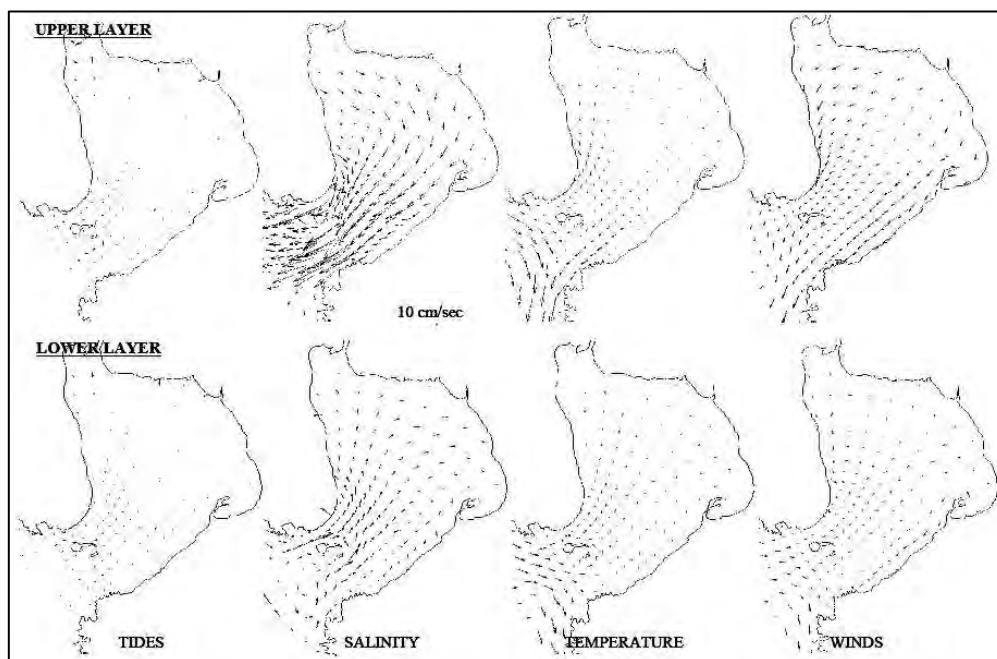 UPPER LAYER
10 cm/sec
LOWER LAYER
TIDES
SALINITY
TEMPERATURE
WINDS